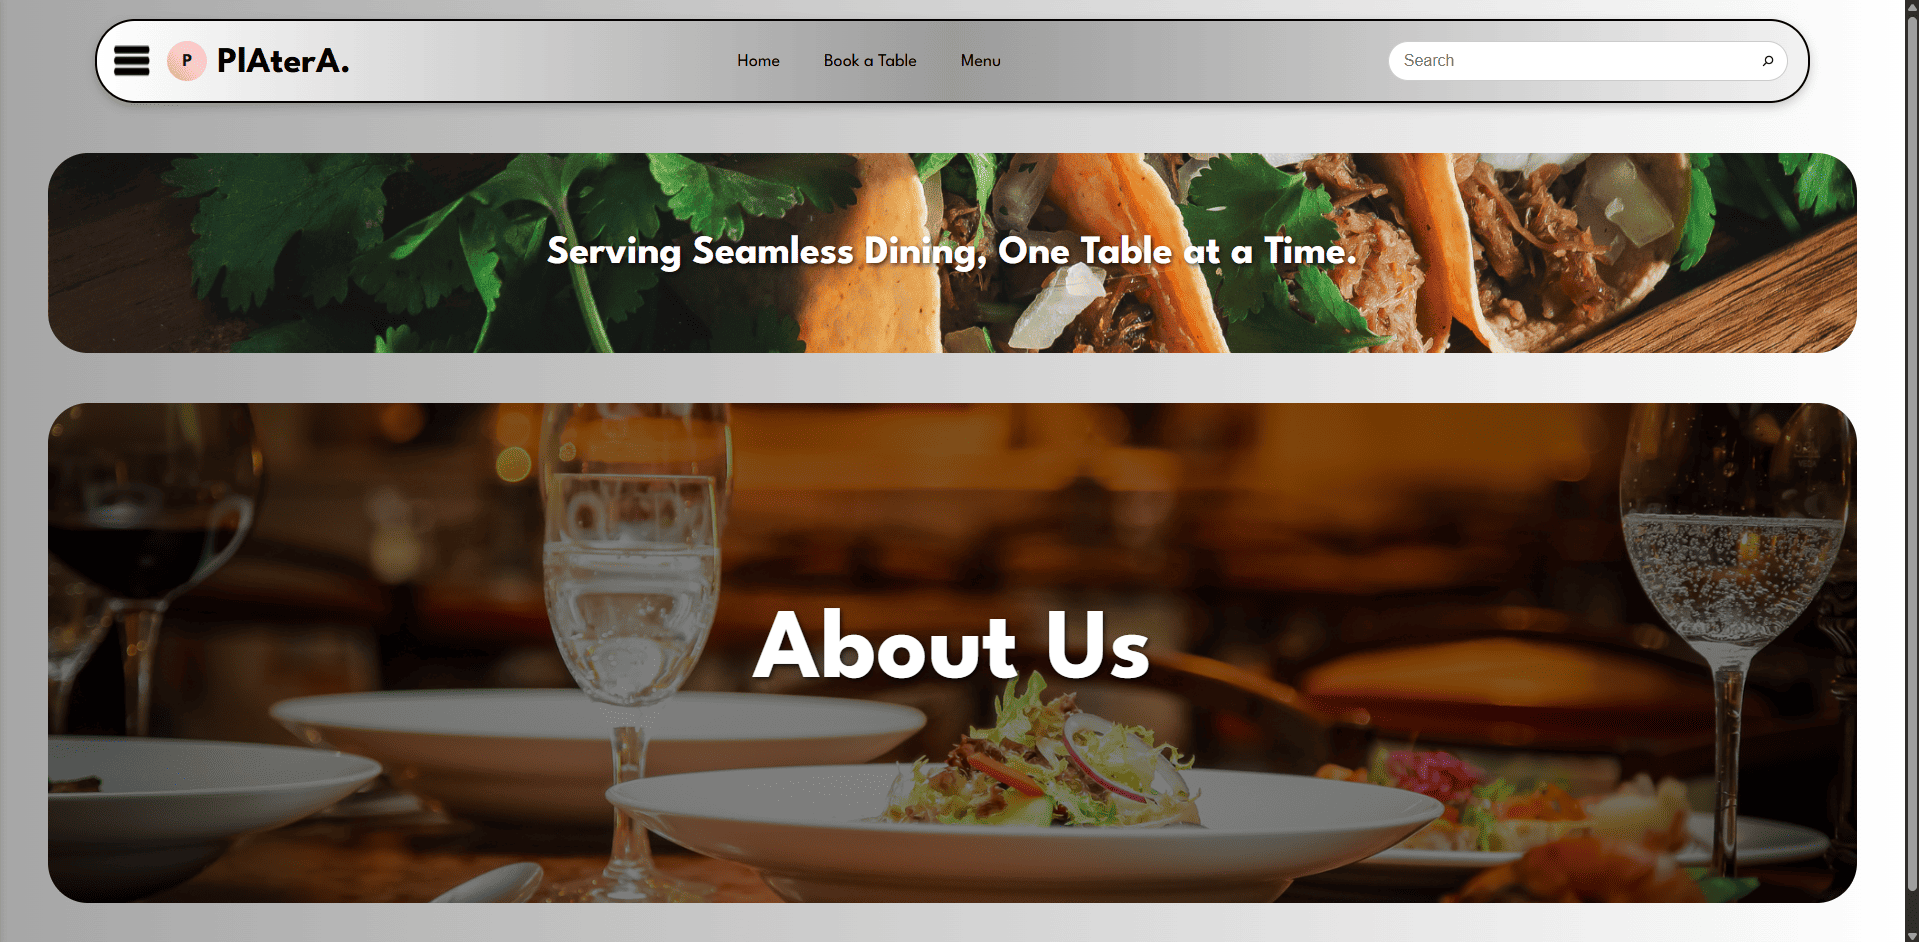 P
PlAterA.
Home
Book a Table
Menu
Search
Serving Seamless Dining, One Table at a Time.
About Us